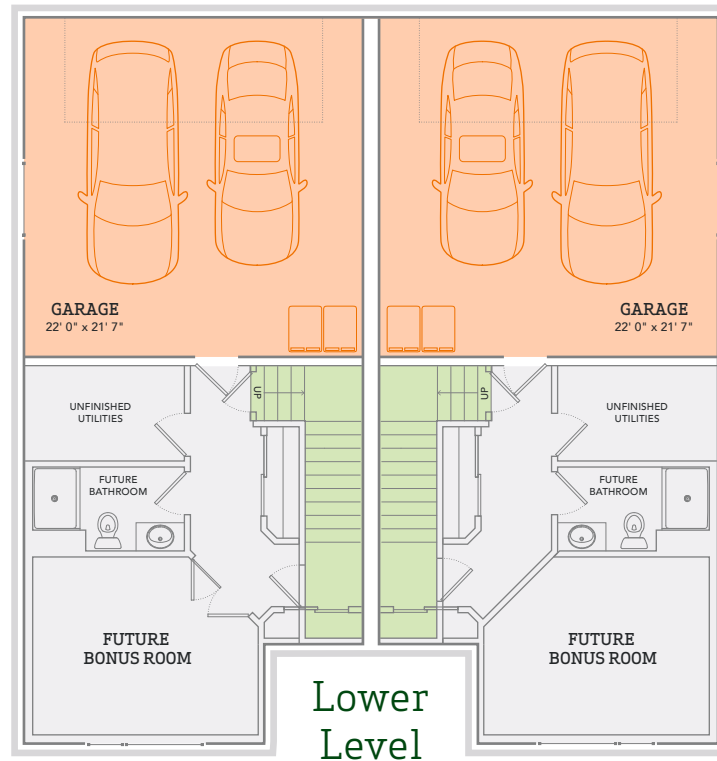 GARAGE
22' 0" x 21' 7"
GARAGE
22' 0" x 21' 7"
UP
UP
UNFINISHED
UTILITIES
UNFINISHED
UTILITIES
FUTURE
BATHROOM
FUTURE
BATHROOM
FUTURE
BONUS ROOM
FUTURE
BONUS ROOM
Lower
Level